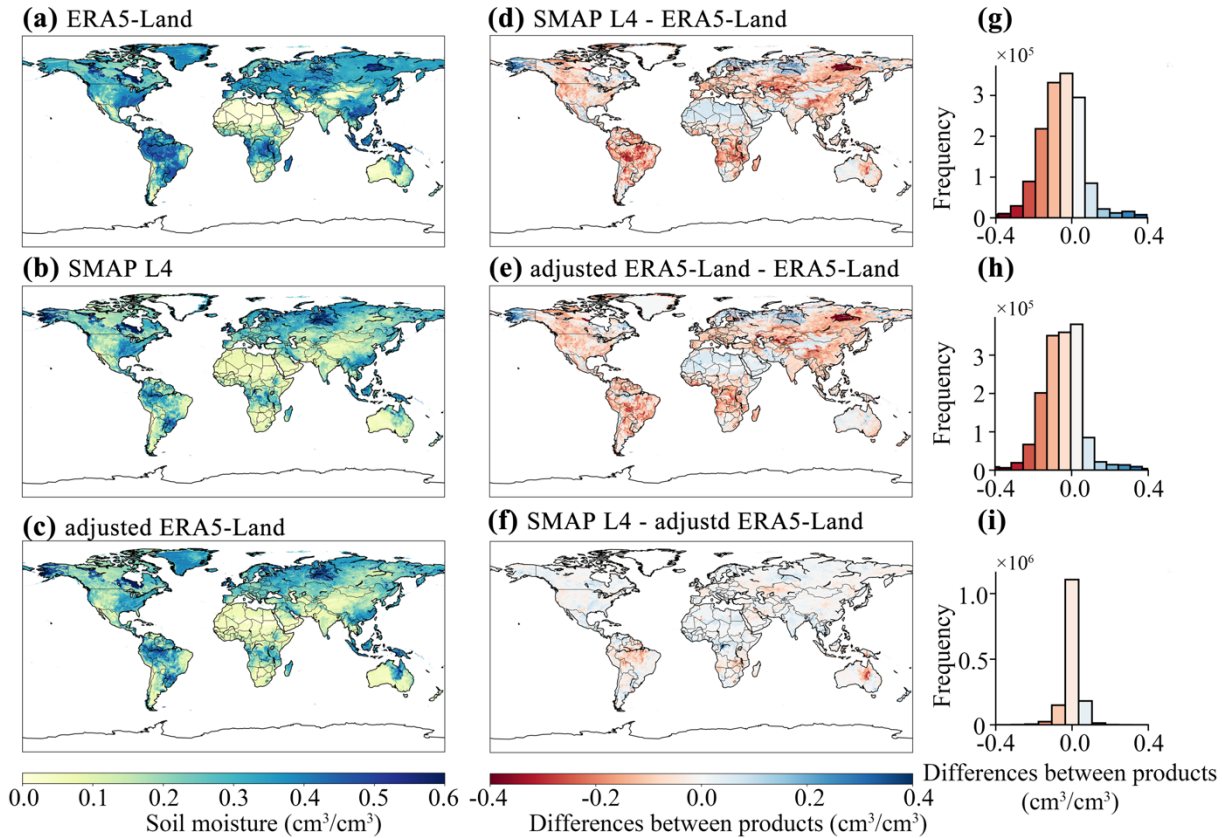 (a) ERA5-Land
(d) SMAP L4 - ERA5-Land
(g)
×10⁵
3
2
1
0
Frequency
-0.4 0.0 0.4
(b) SMAP L4
(e) adjusted ERA5-Land - ERA5-Land
(h)
×10⁵
3
2
1
0
Frequency
-0.4 0.0 0.4
(c) adjusted ERA5-Land
(f) SMAP L4 - adjustd ERA5-Land
(i)
×10⁶
1.0
0.5
0
Frequency
-0.4 0.0 0.4
Differences between products
(cm³/cm³)
0.0 0.1 0.2 0.3 0.4 0.5 0.6
Soil moisture (cm³/cm³)
-0.4 -0.2 0.0 0.2 0.4
Differences between products (cm³/cm³)